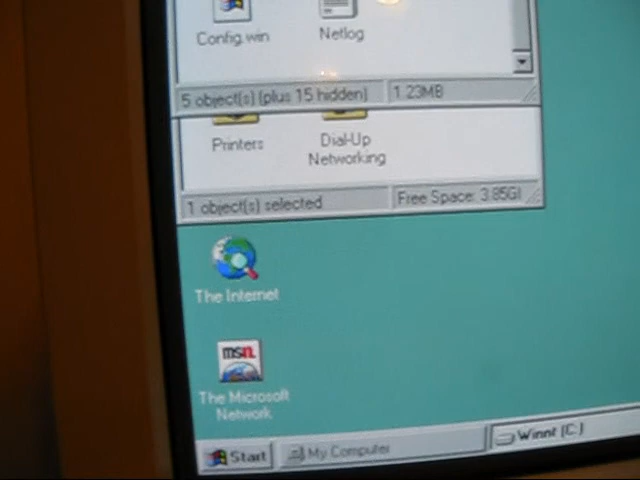 Config.win
Netlog
5 object(s) (plus 15 hidden)
1.23MB
Printers
Dial-Up
Networking
1 object(s) selected
Free Space: 3.85G
The Internet
msn.
The Microsoft
Network
Start
My Computer
Winnt (C:)